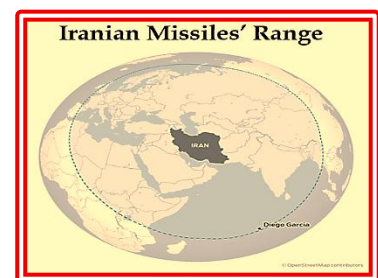 Iranian Missiles' Range
IRAN
Diego Garcia
© OpenStreetMap contributors